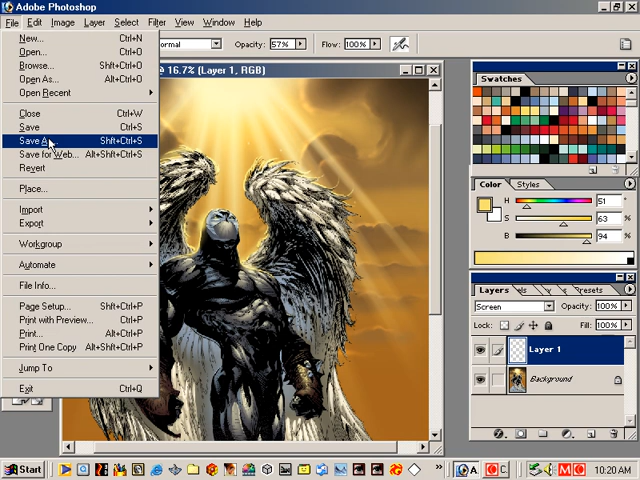 Adobe Photoshop
File Edit Image Layer Select Filter View Window Help
ormal Opacity: 57% Flow: 100%
@ 16.7% (Layer 1, RGB)
New... Ctrl+N
Open... Ctrl+O
Browse... Shft+Ctrl+O
Open As... Alt+Ctrl+O
Open Recent
Close Ctrl+W
Save Ctrl+S
Save A... Shft+Ctrl+S
Save for Web... Alt+Shft+Ctrl+S
Revert
Place...
Import
Export
Workgroup
Automate
File Info...
Page Setup... Shft+Ctrl+P
Print with Preview... Ctrl+P
Print... Alt+Ctrl+P
Print One Copy Alt+Shft+Ctrl+P
Jump To
Exit Ctrl+Q
Swatches
Color Styles
H 51 °
S 63 %
B 94 %
Layers resets
Screen Opacity: 100%
Lock: Fill: 100%
Layer 1
Background
Start A. C. 10:20 AM